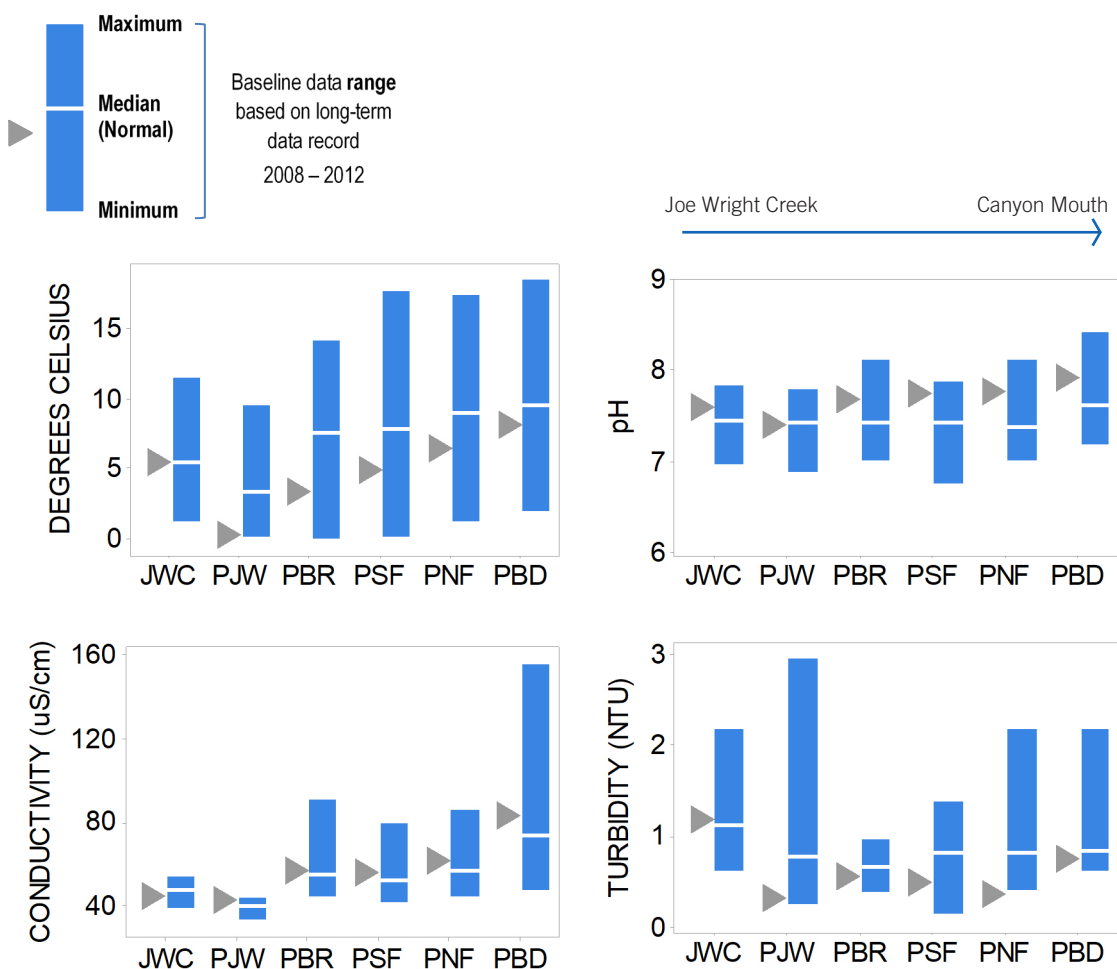 Maximum
Median
(Normal)
Minimum
Baseline data range
based on long-term
data record
2008 – 2012
Joe Wright Creek
Canyon Mouth
DEGREES CELSIUS
15
10
5
0
JWC PJW PBR PSF PNF PBD
pH
9
8
7
6
JWC PJW PBR PSF PNF PBD
CONDUCTIVITY (uS/cm)
160
120
80
40
JWC PJW PBR PSF PNF PBD
TURBIDITY (NTU)
3
2
1
0
JWC PJW PBR PSF PNF PBD